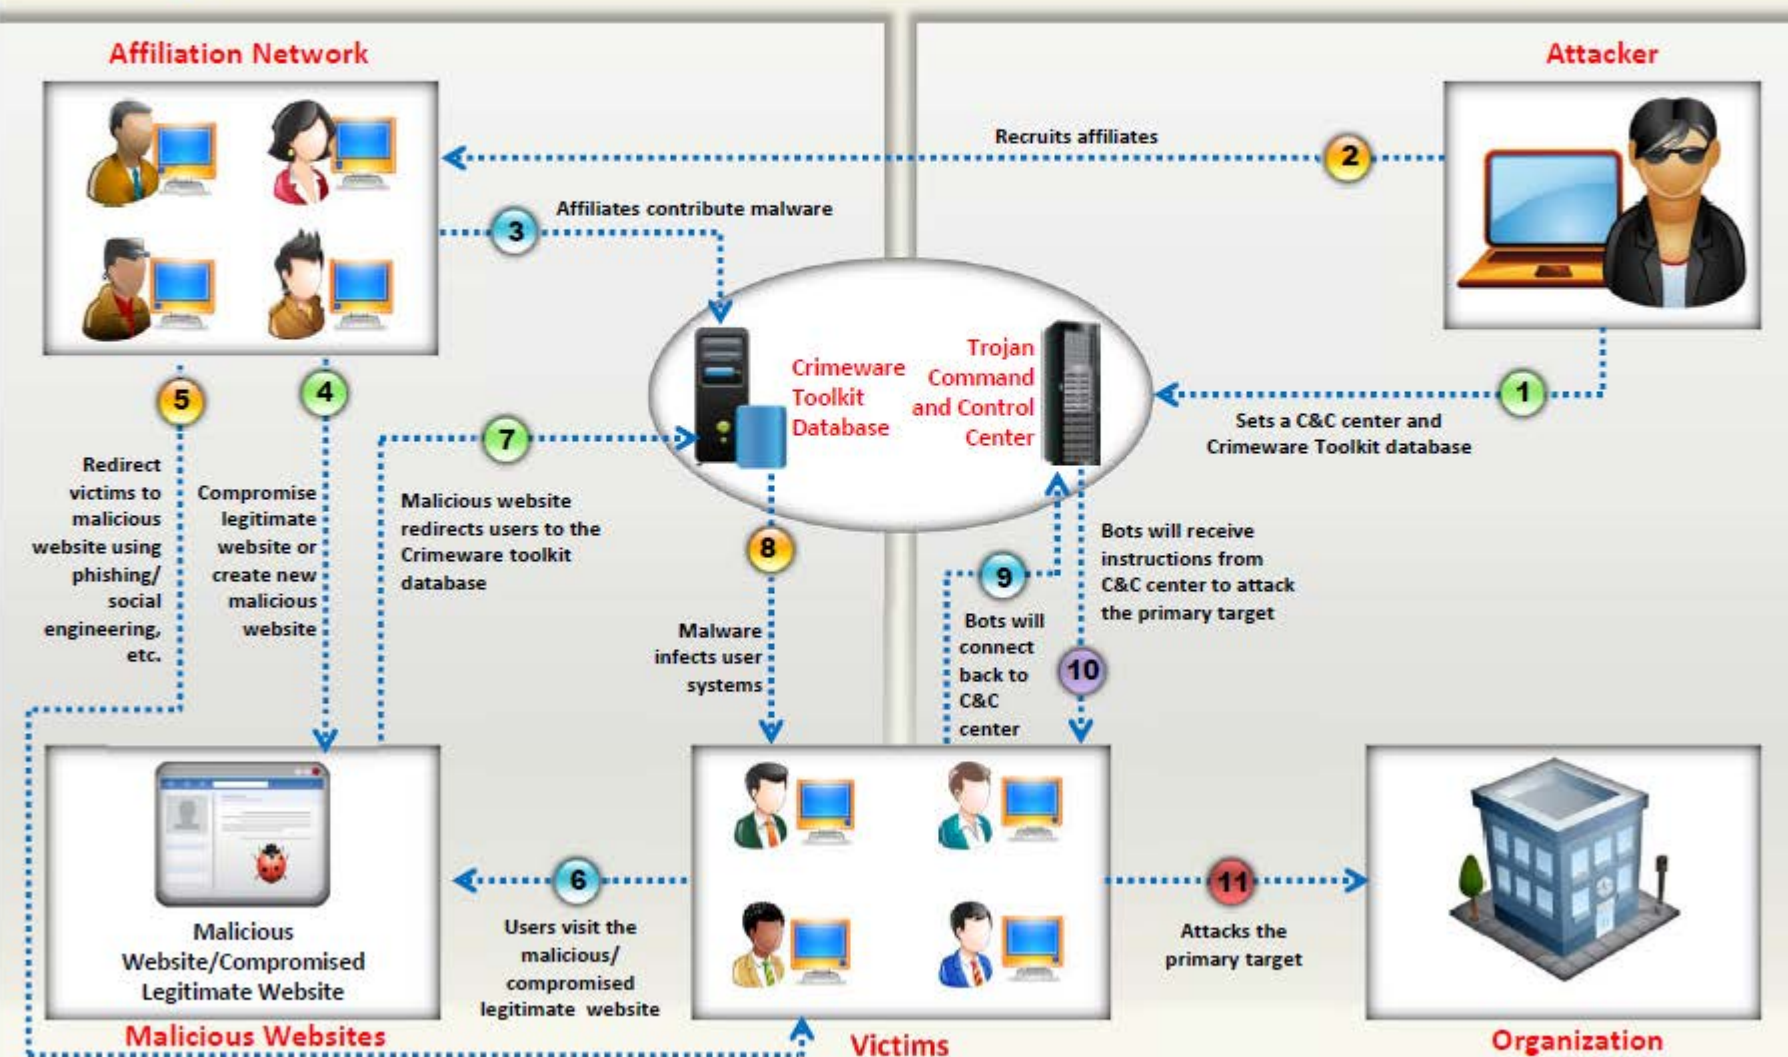 Affiliation Network
Attacker
Recruits affiliates
2
Affiliates contribute malware
3
Crimeware
Toolkit
Database
Trojan
Command
and Control
Center
1
Sets a C&C center and
Crimeware Toolkit database
5
4
7
Redirect
victims to
malicious
website using
phishing/
social
engineering,
etc.
Compromise
legitimate
website or
create new
malicious
website
Malicious website
redirects users to the
Crimeware toolkit
database
8
Malware
infects user
systems
9
Bots will
connect
back to
C&C
center
Bots will receive
instructions from
C&C center to attack
the primary target
10
Malicious
Website/Compromised
Legitimate Website
Malicious Websites
6
Users visit the
malicious/
compromised
legitimate website
Victims
11
Attacks the
primary target
Organization